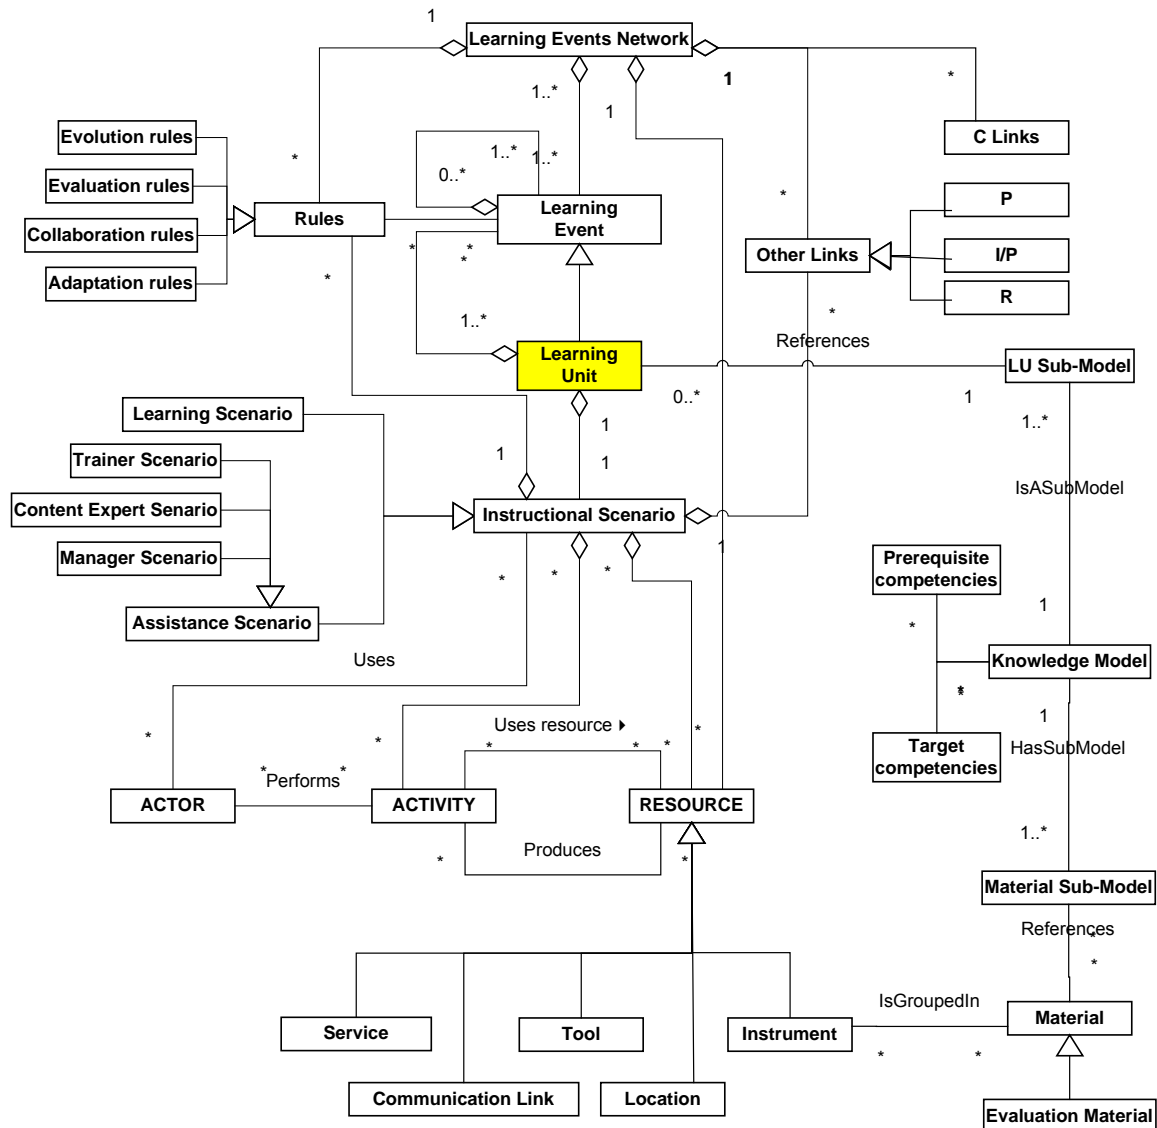 1
Learning Events Network
1..*
1
1
*
Evolution rules
C Links
1..*
1..*
*
0..*
Evaluation rules
*
P
Rules
Learning
Event
Collaboration rules
*
*
*
Other Links
I/P
Adaptation rules
*
R
1..*
*
References
Learning
Unit
LU Sub-Model
0..*
1
Learning Scenario
1
1..*
Trainer Scenario
1
1
IsASubModel
Content Expert Senario
Instructional Scenario
1
Manager Scenario
*
*
*
Prerequisite
competencies
1
Assistance Scenario
*
Uses
Knowledge Model
*
*
1
Uses resource
*
*
*
*
*
*
Target
competencies
HasSubModel
*
Performs
*
ACTOR
ACTIVITY
RESOURCE
1..*
Produces
*
*
Material Sub-Model
References
*
*
IsGroupedIn
Service
Tool
Instrument
Material
*
*
Communication Link
Location
Evaluation Material